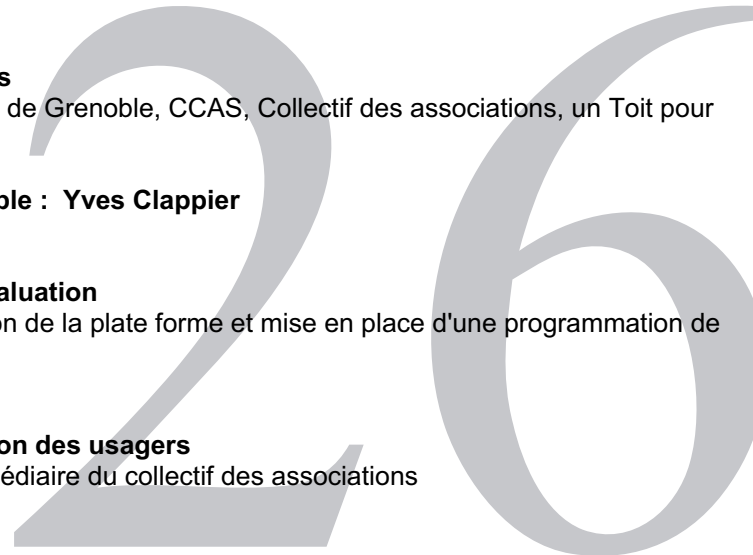 s
de Grenoble, CCAS, Collectif des associations, un Toit pour
ble : Yves Clappier
aluation
on de la plate forme et mise en place d'une programmation de
on des usagers
édiaire du collectif des associations
26